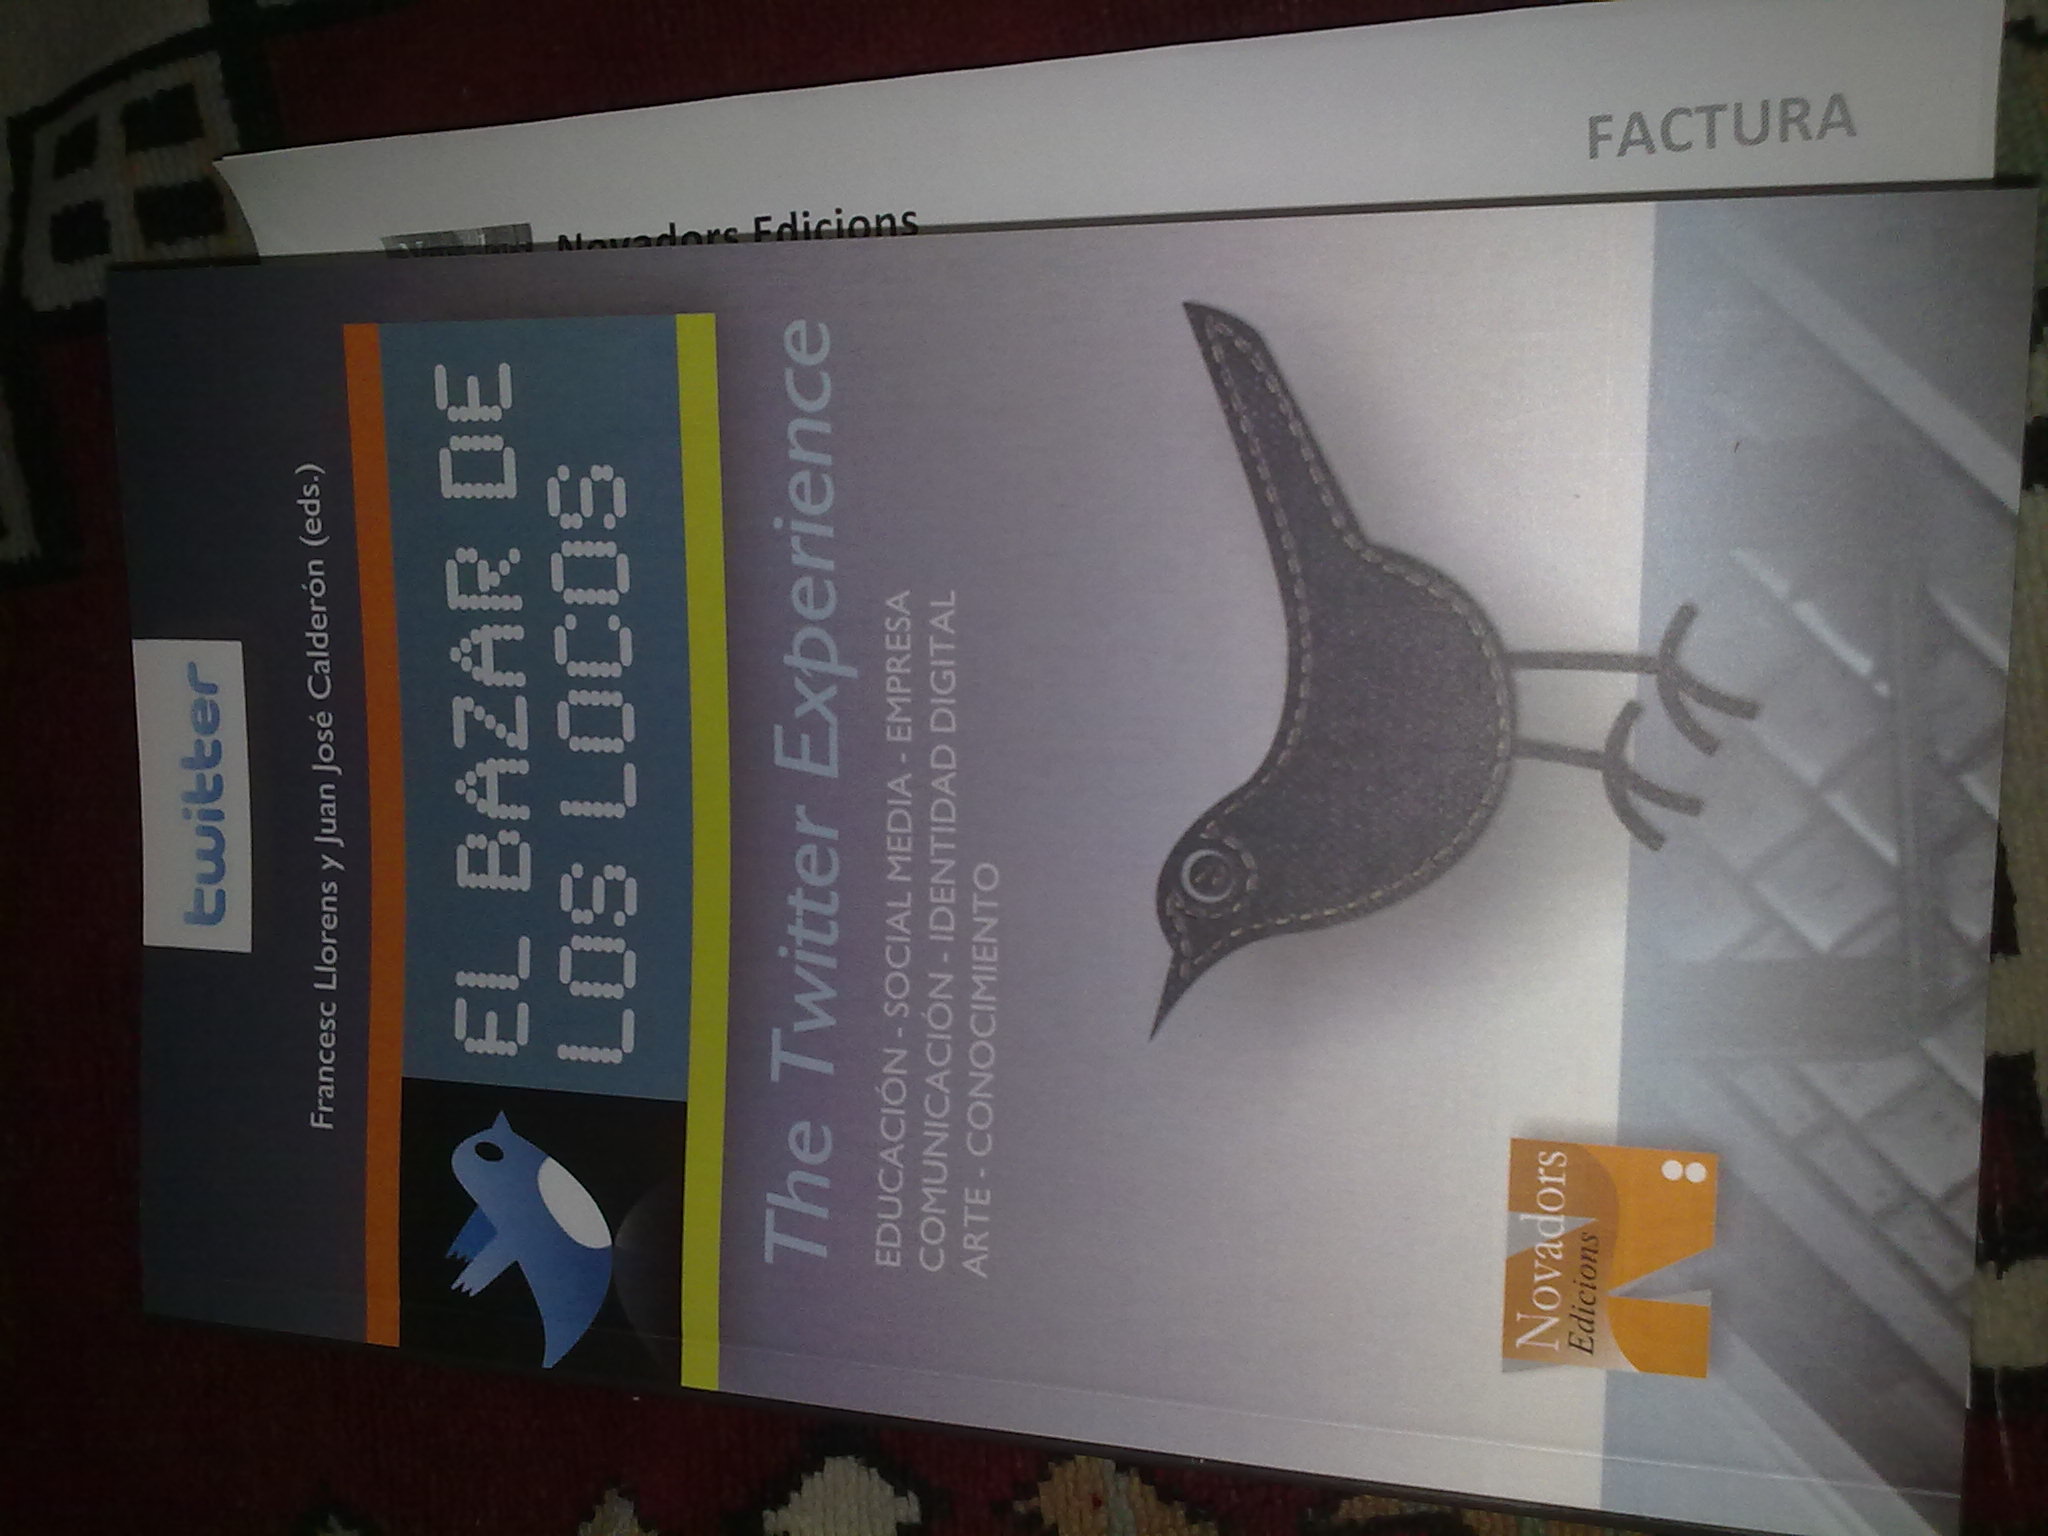 FACTURA
Novadors Edicions
twitter
Francesc Llorens y Juan José Calderón (eds.)
EL BAZAR DE
LOS LOCOS
The Twitter Experience
EDUCACIÓN - SOCIAL MEDIA - EMPRESA
COMUNICACIÓN - IDENTIDAD DIGITAL
ARTE - CONOCIMIENTO
Novadors
Edicions